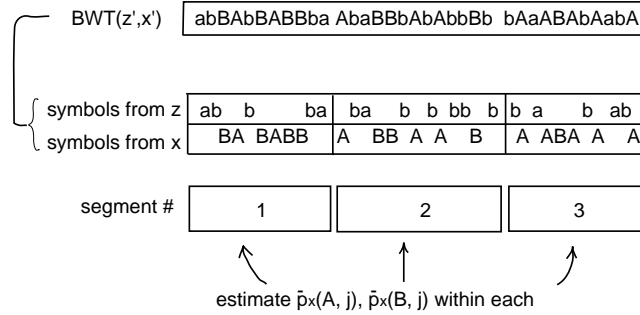 BWT(z',x') abBAbBABBba AbaBBbAbAbbBb bAaABAbAabA
symbols from z ab b ba ba b b bb b b a b ab
symbols from x BA BABB A BB A A B A ABA A A
segment # 1 2 3
estimate p̄x(A, j), p̄x(B, j) within each